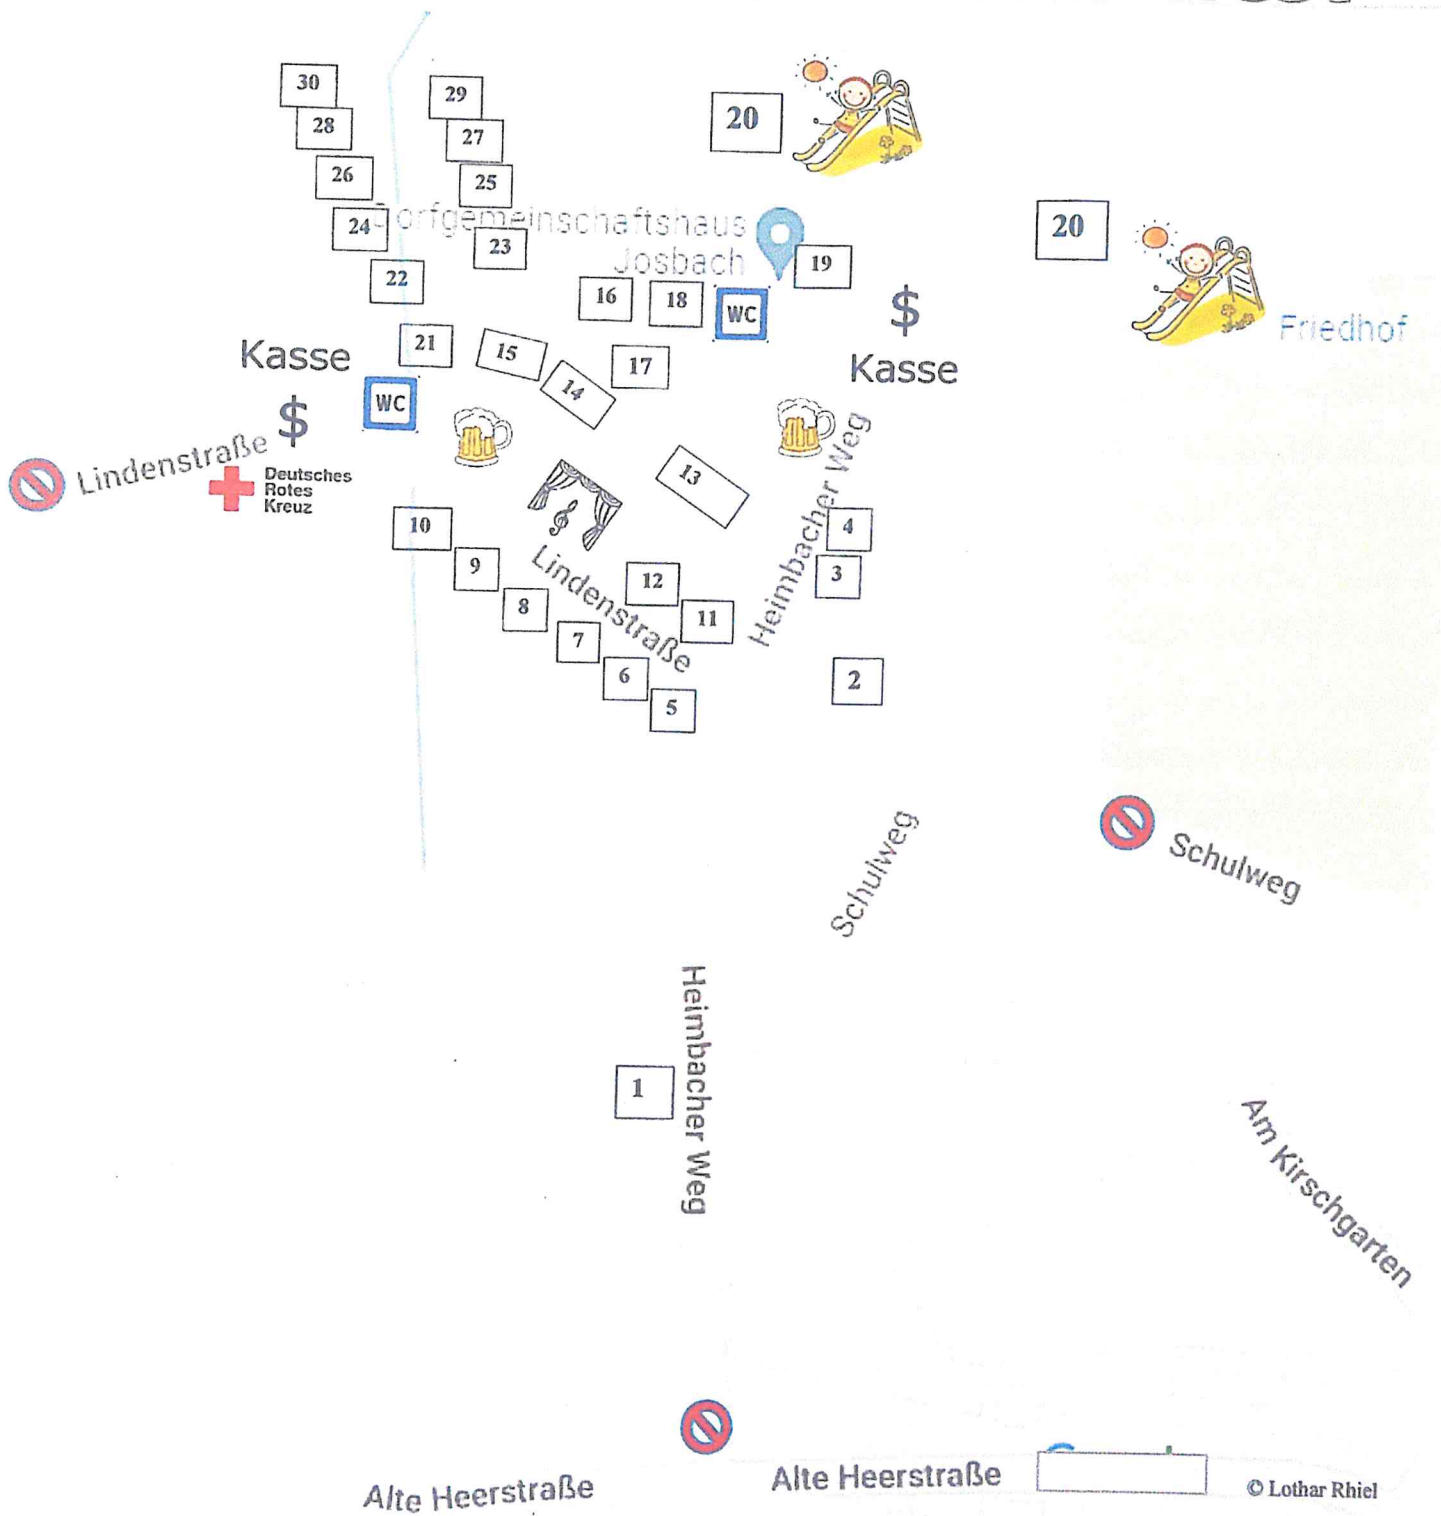 30
29
20
28
27
26
25
24
orfgemeinschaftshaus
Josbach
23
20
19
22
16
18
WC
$
Friedhof
Kasse
21
15
17
Kasse
14
WC
$
Lindenstraße
Deutsches
Rotes
Kreuz
13
Heimbacher Weg
10
4
9
Lindenstraße
12
3
8
11
7
6
2
5
Schulweg
Schulweg
Heimbacher Weg
1
Am Kirschgarten
Alte Heerstraße
Alte Heerstraße
© Lothar Rhiel